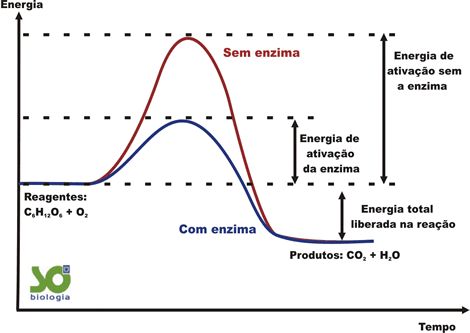 Energia
Sem enzima
Energia de
ativação sem
a enzima
Energia de
ativação
da enzima
Reagentes:
C₆H₁₂O₆ + O₂
Energia total
liberada na reação
Com enzima
Produtos: CO₂ + H₂O
SO
biologia
Tempo